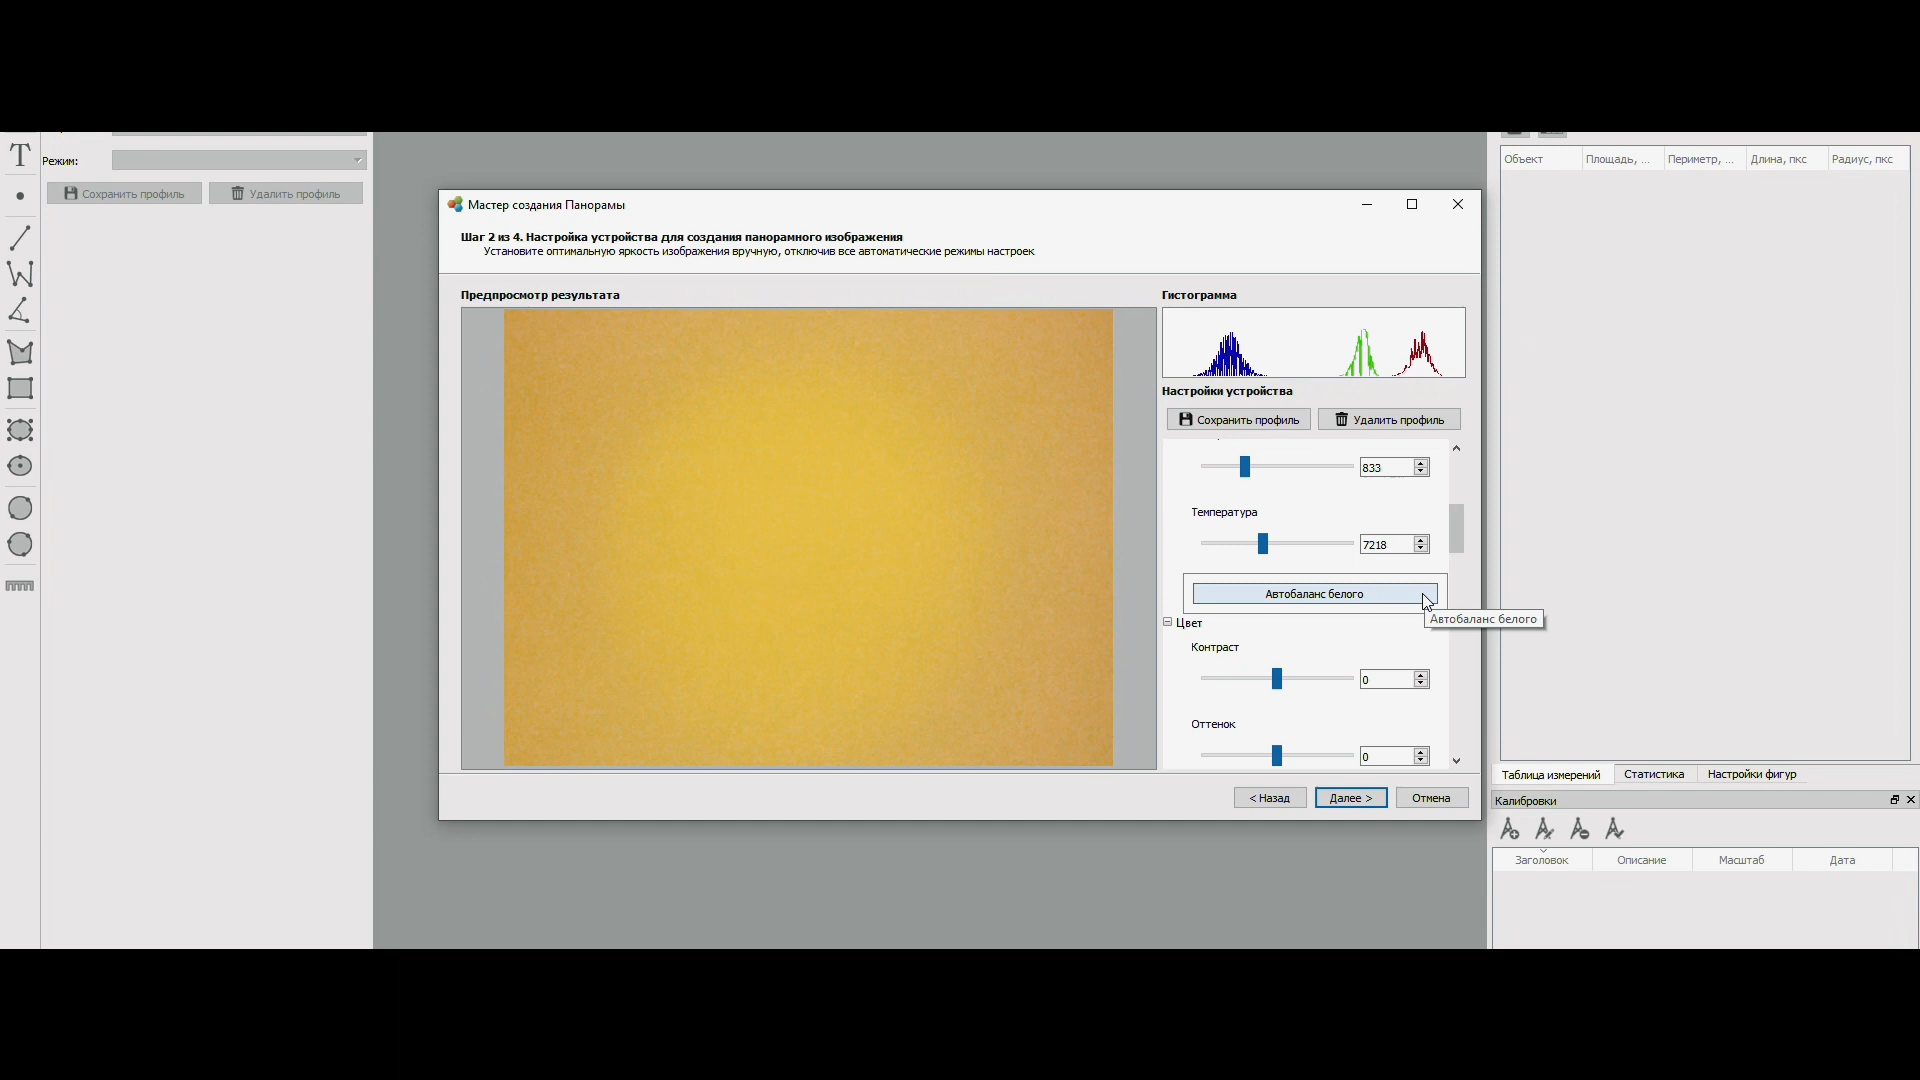 T
Режим:
Сохранить профиль
Удалить профиль
Мастер создания Панорамы
Шаг 2 из 4. Настройка устройства для создания панорамного изображения
Установите оптимальную яркость изображения вручную, отключив все автоматические режимы настроек
Предпросмотр результата
Гистограмма
Настройки устройства
Сохранить профиль
Удалить профиль
833
Температура
7218
Автобаланс белого
Автобаланс белого
Цвет
Контраст
0
Оттенок
0
< Назад
Далее >
Отмена
Объект
Площадь, ...
Периметр, ...
Длина, пкс
Радиус, пкс
Таблица измерений
Статистика
Настройки фигур
Калибровки
Заголовок
Описание
Масштаб
Дата